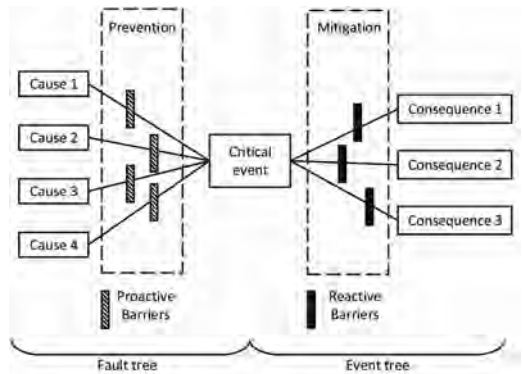 Prevention
Mitigation
Cause 1
Cause 2
Cause 3
Cause 4
Critical
event
Consequence 1
Consequence 2
Consequence 3
Proactive
Barriers
Reactive
Barriers
Fault tree
Event tree